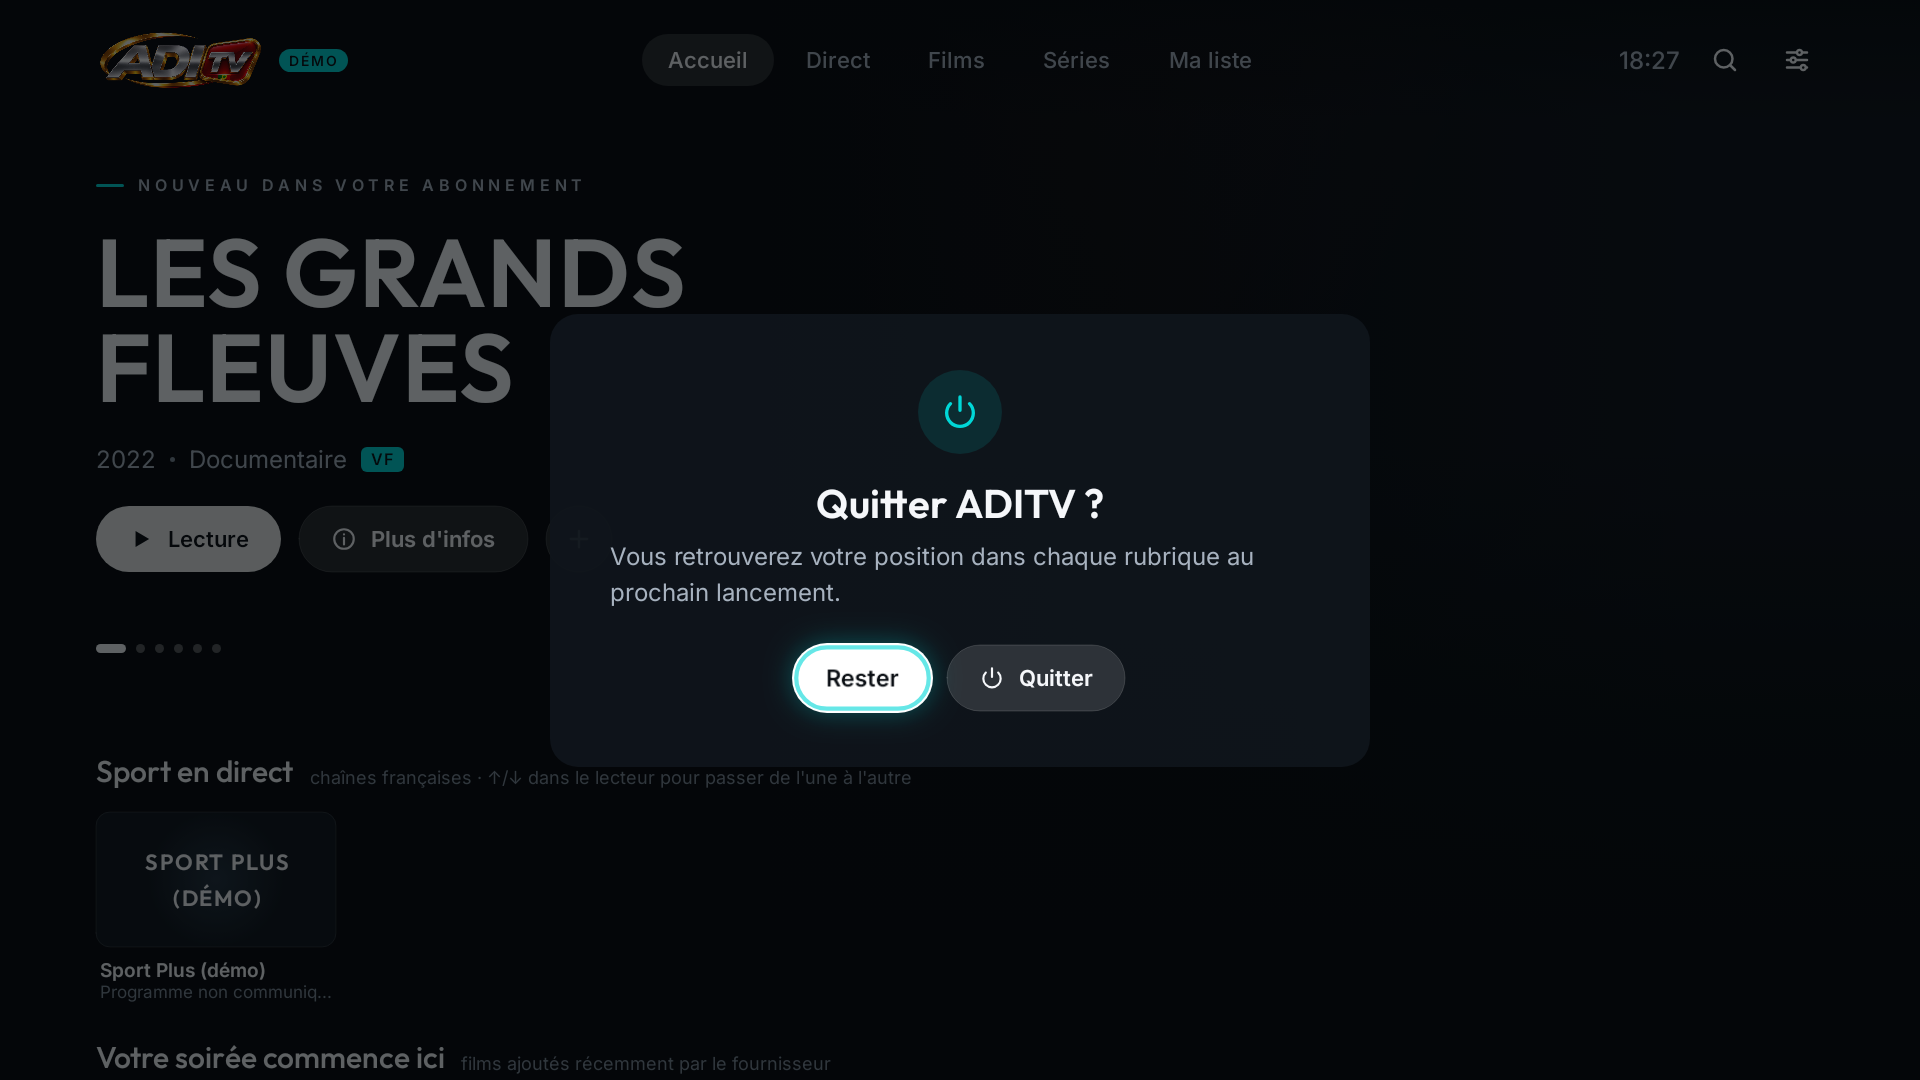 ADITV
DÉMO
Accueil
Direct
Films
Séries
Ma liste
18:27
NOUVEAU DANS VOTRE ABONNEMENT
LES GRANDS
FLEUVES
2022 • Documentaire VF
Lecture
Plus d'infos
Quitter ADITV ?
Vous retrouverez votre position dans chaque rubrique au
prochain lancement.
Rester
Quitter
Sport en direct
chaînes françaises · ↑/↓ dans le lecteur pour passer de l'une à l'autre
SPORT PLUS
(DÉMO)
Sport Plus (démo)
Programme non communiq...
Votre soirée commence ici
films ajoutés récemment par le fournisseur